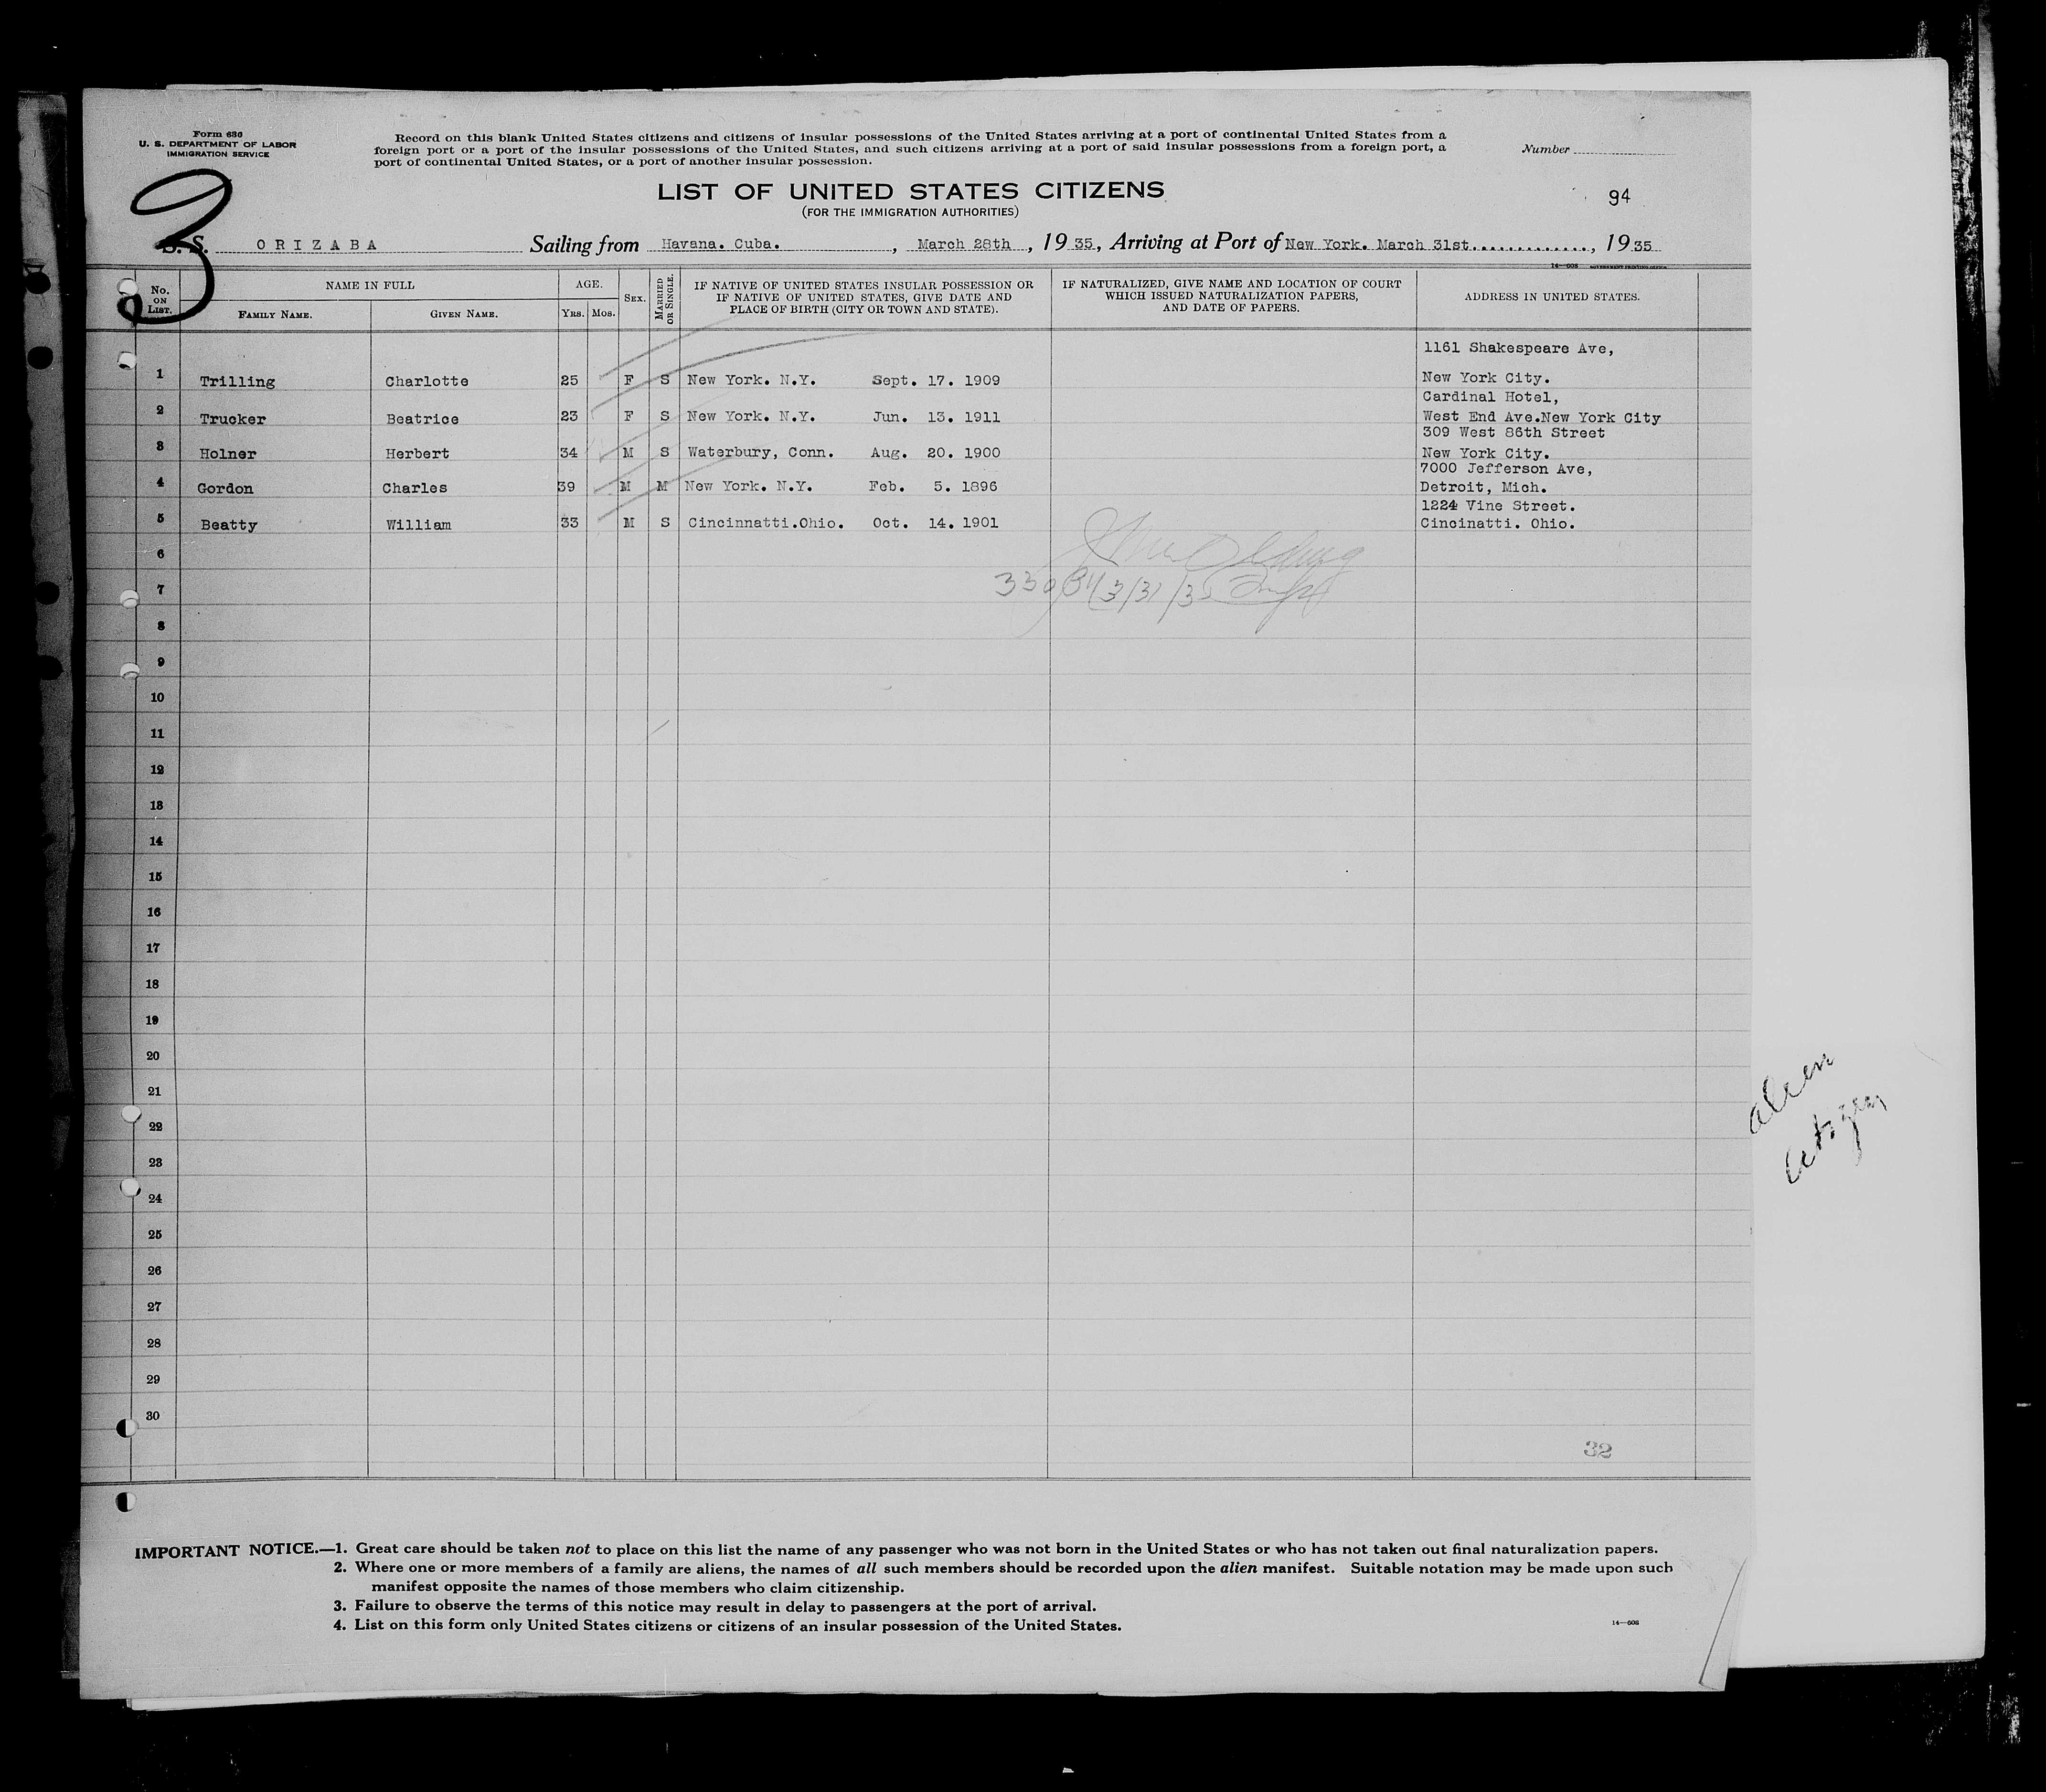 Form 630
U. S. DEPARTMENT OF LABOR
IMMIGRATION SERVICE
Record on this blank United States citizens and citizens of insular possessions of the United States arriving at a port of continental United States from a
foreign port or a port of the insular possessions of the United States, and such citizens arriving at a port of said insular possessions from a foreign port, a
port of continental United States, or a port of another insular possession.
Number
3
LIST OF UNITED STATES CITIZENS
(FOR THE IMMIGRATION AUTHORITIES)
94
S. S. ORIZABA Sailing from Havana. Cuba. , March 28th , 1935, Arriving at Port of New York. March 31st............., 1935
14—608 GOVERNMENT PRINTING OFFICE
No. ON LIST. NAME IN FULL AGE. SEX. MARRIED OR SINGLE. IF NATIVE OF UNITED STATES INSULAR POSSESSION OR IF NATIVE OF UNITED STATES, GIVE DATE AND PLACE OF BIRTH (CITY OR TOWN AND STATE). IF NATURALIZED, GIVE NAME AND LOCATION OF COURT WHICH ISSUED NATURALIZATION PAPERS, AND DATE OF PAPERS. ADDRESS IN UNITED STATES.
FAMILY NAME. GIVEN NAME. YRS. MOS.
1161 Shakespeare Ave,
1 Trilling Charlotte 25 F S New York. N.Y. Sept. 17. 1909 New York City.
Cardinal Hotel,
2 Trucker Beatrice 23 F S New York. N.Y. Jun. 13. 1911 West End Ave.New York City
309 West 86th Street
3 Holner Herbert 34 M S Waterbury, Conn. Aug. 20. 1900 New York City.
7000 Jefferson Ave,
4 Gordon Charles 39 M M New York. N.Y. Feb. 5. 1896 Detroit, Mich.
1224 Vine Street.
5 Beatty William 33 M S Cincinnatti.Ohio. Oct. 14. 1901 Cincinatti. Ohio.
6
7 3/31/35
8
9
10
11
12
13
14
15
16
17
18
19
20
21
22
23
24
25
26
27
28
29
30
alien
citizen
32
IMPORTANT NOTICE.—1. Great care should be taken not to place on this list the name of any passenger who was not born in the United States or who has not taken out final naturalization papers.
2. Where one or more members of a family are aliens, the names of all such members should be recorded upon the alien manifest. Suitable notation may be made upon such
manifest opposite the names of those members who claim citizenship.
3. Failure to observe the terms of this notice may result in delay to passengers at the port of arrival.
4. List on this form only United States citizens or citizens of an insular possession of the United States.
14—608